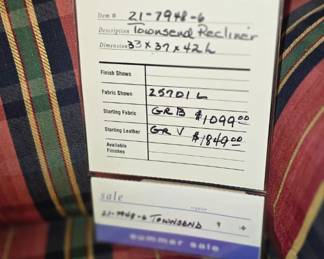 Item # 21-7948-6
Description Townsend Recliner
Dimension 33 x 37 x 42 h
Finish Shown
Fabric Shown 25701 L
Starting Fabric GR B $1099.00
Starting Leather GR V $1849.00
Available Finishes
sale
21-7948-6 TOWNSEND
summer sale